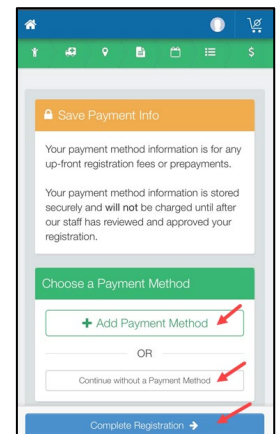 Save Payment Info
Your payment method information is for any
up-front registration fees or prepayments.
Your payment method information is stored
securely and will not be charged until after
our staff has reviewed and approved your
registration.
Choose a Payment Method
+ Add Payment Method
OR
Continue without a Payment Method
Complete Registration →